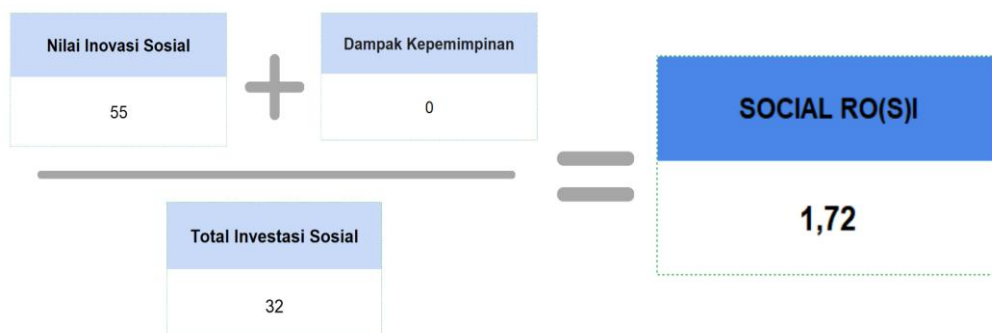 Nilai Inovasi Sosial
55
+
Dampak Kepemimpinan
0
Total Investasi Sosial
32
=
SOCIAL RO(S)I
1,72